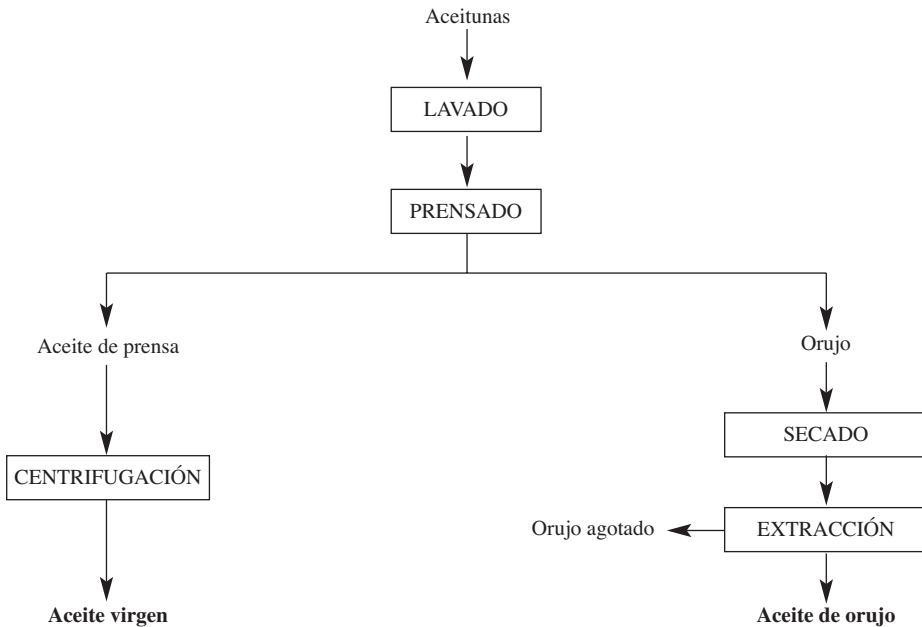 Aceitunas
LAVADO
PRENSADO
Aceite de prensa
Orujo
SECADO
CENTRIFUGACIÓN
Orujo agotado
EXTRACCIÓN
Aceite virgen
Aceite de orujo